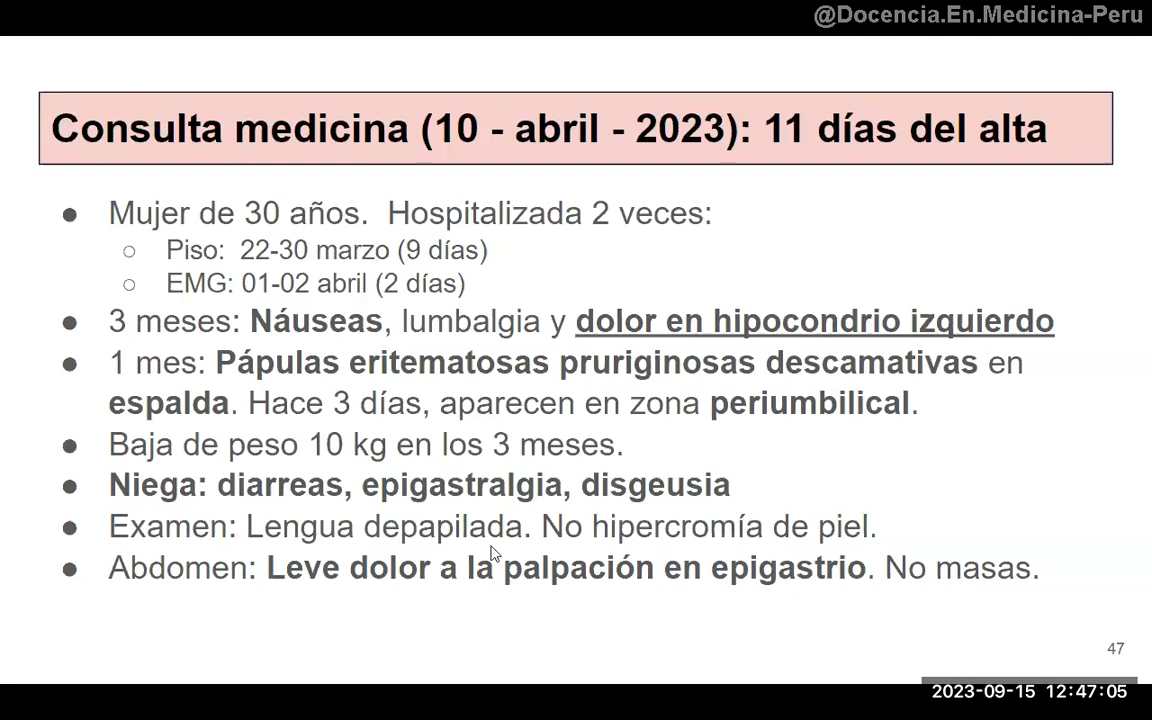 @Docencia.En.Medicina-Peru
Consulta medicina (10 - abril - 2023): 11 días del alta
● Mujer de 30 años. Hospitalizada 2 veces:
○ Piso: 22-30 marzo (9 días)
○ EMG: 01-02 abril (2 días)
● 3 meses: Náuseas, lumbalgia y dolor en hipocondrio izquierdo
● 1 mes: Pápulas eritematosas pruriginosas descamativas en
espalda. Hace 3 días, aparecen en zona periumbilical.
● Baja de peso 10 kg en los 3 meses.
● Niega: diarreas, epigastralgia, disgeusia
● Examen: Lengua depapilada. No hipercromía de piel.
● Abdomen: Leve dolor a la palpación en epigastrio. No masas.
47
2023-09-15 12:47:05